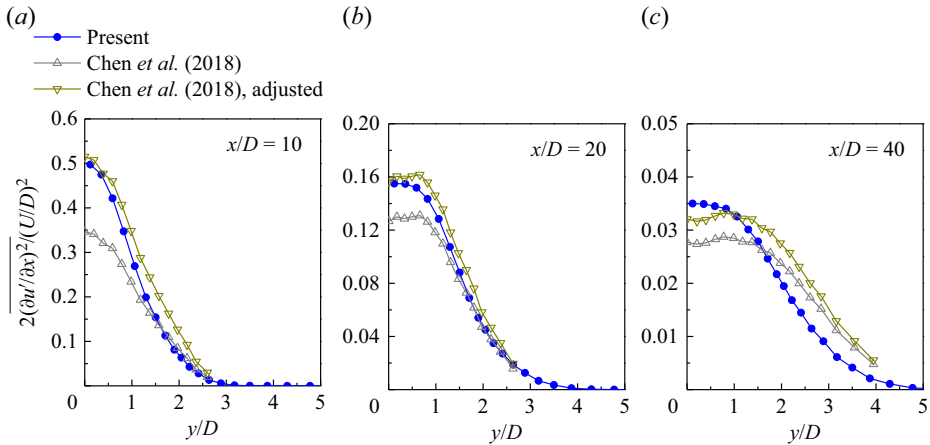 (a) (b) (c)
Present
Chen et al. (2018)
Chen et al. (2018), adjusted
2(∂u′/∂x)²/(U/D)²
0.6
0.5
0.4
0.3
0.2
0.1
0 1 2 3 4 5
x/D = 10
y/D
0.20
0.16
0.12
0.08
0.04
0 1 2 3 4 5
x/D = 20
y/D
0.05
0.04
0.03
0.02
0.01
0 1 2 3 4 5
x/D = 40
y/D